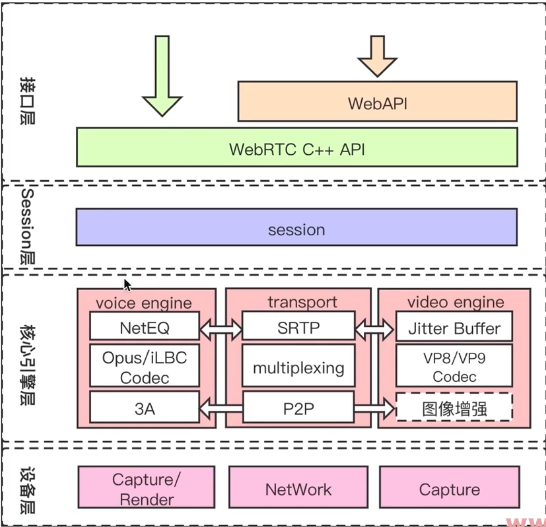 接口层
WebAPI
WebRTC C++ API
Session层
session
核心引擎层
voice engine
transport
video engine
NetEQ
SRTP
Jitter Buffer
Opus/iLBC
Codec
multiplexing
VP8/VP9
Codec
3A
P2P
图像增强
设备层
Capture/
Render
NetWork
Capture